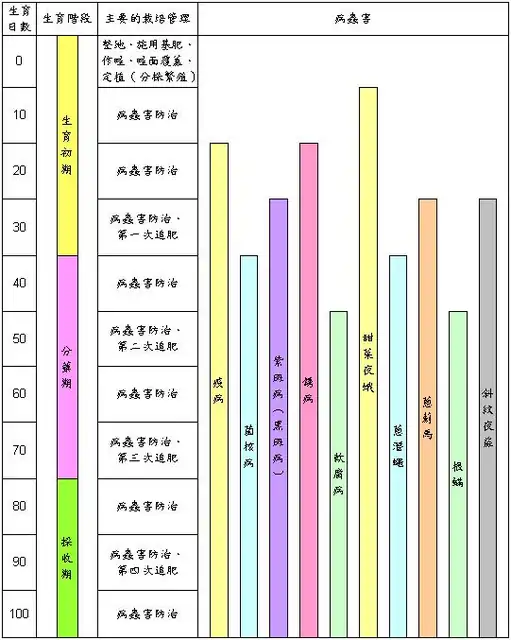 生育
日數
生育階段
主要的栽培管理
病蟲害
0
整地、施用基肥、
作畦、畦面覆蓋、
定植(分株繁殖)
10
病蟲害防治
20
病蟲害防治
30
病蟲害防治、
第一次追肥
40
病蟲害防治
50
病蟲害防治、
第二次追肥
60
病蟲害防治
70
病蟲害防治、
第三次追肥
80
病蟲害防治
90
病蟲害防治、
第四次追肥
100
病蟲害防治
生育初期
分蘗期
採收期
疫病
菌核病
紫斑病(黑斑病)
銹病
軟腐病
甜菜夜蛾
蔥潛蠅
蔥薊馬
根蟎
斜紋夜盜